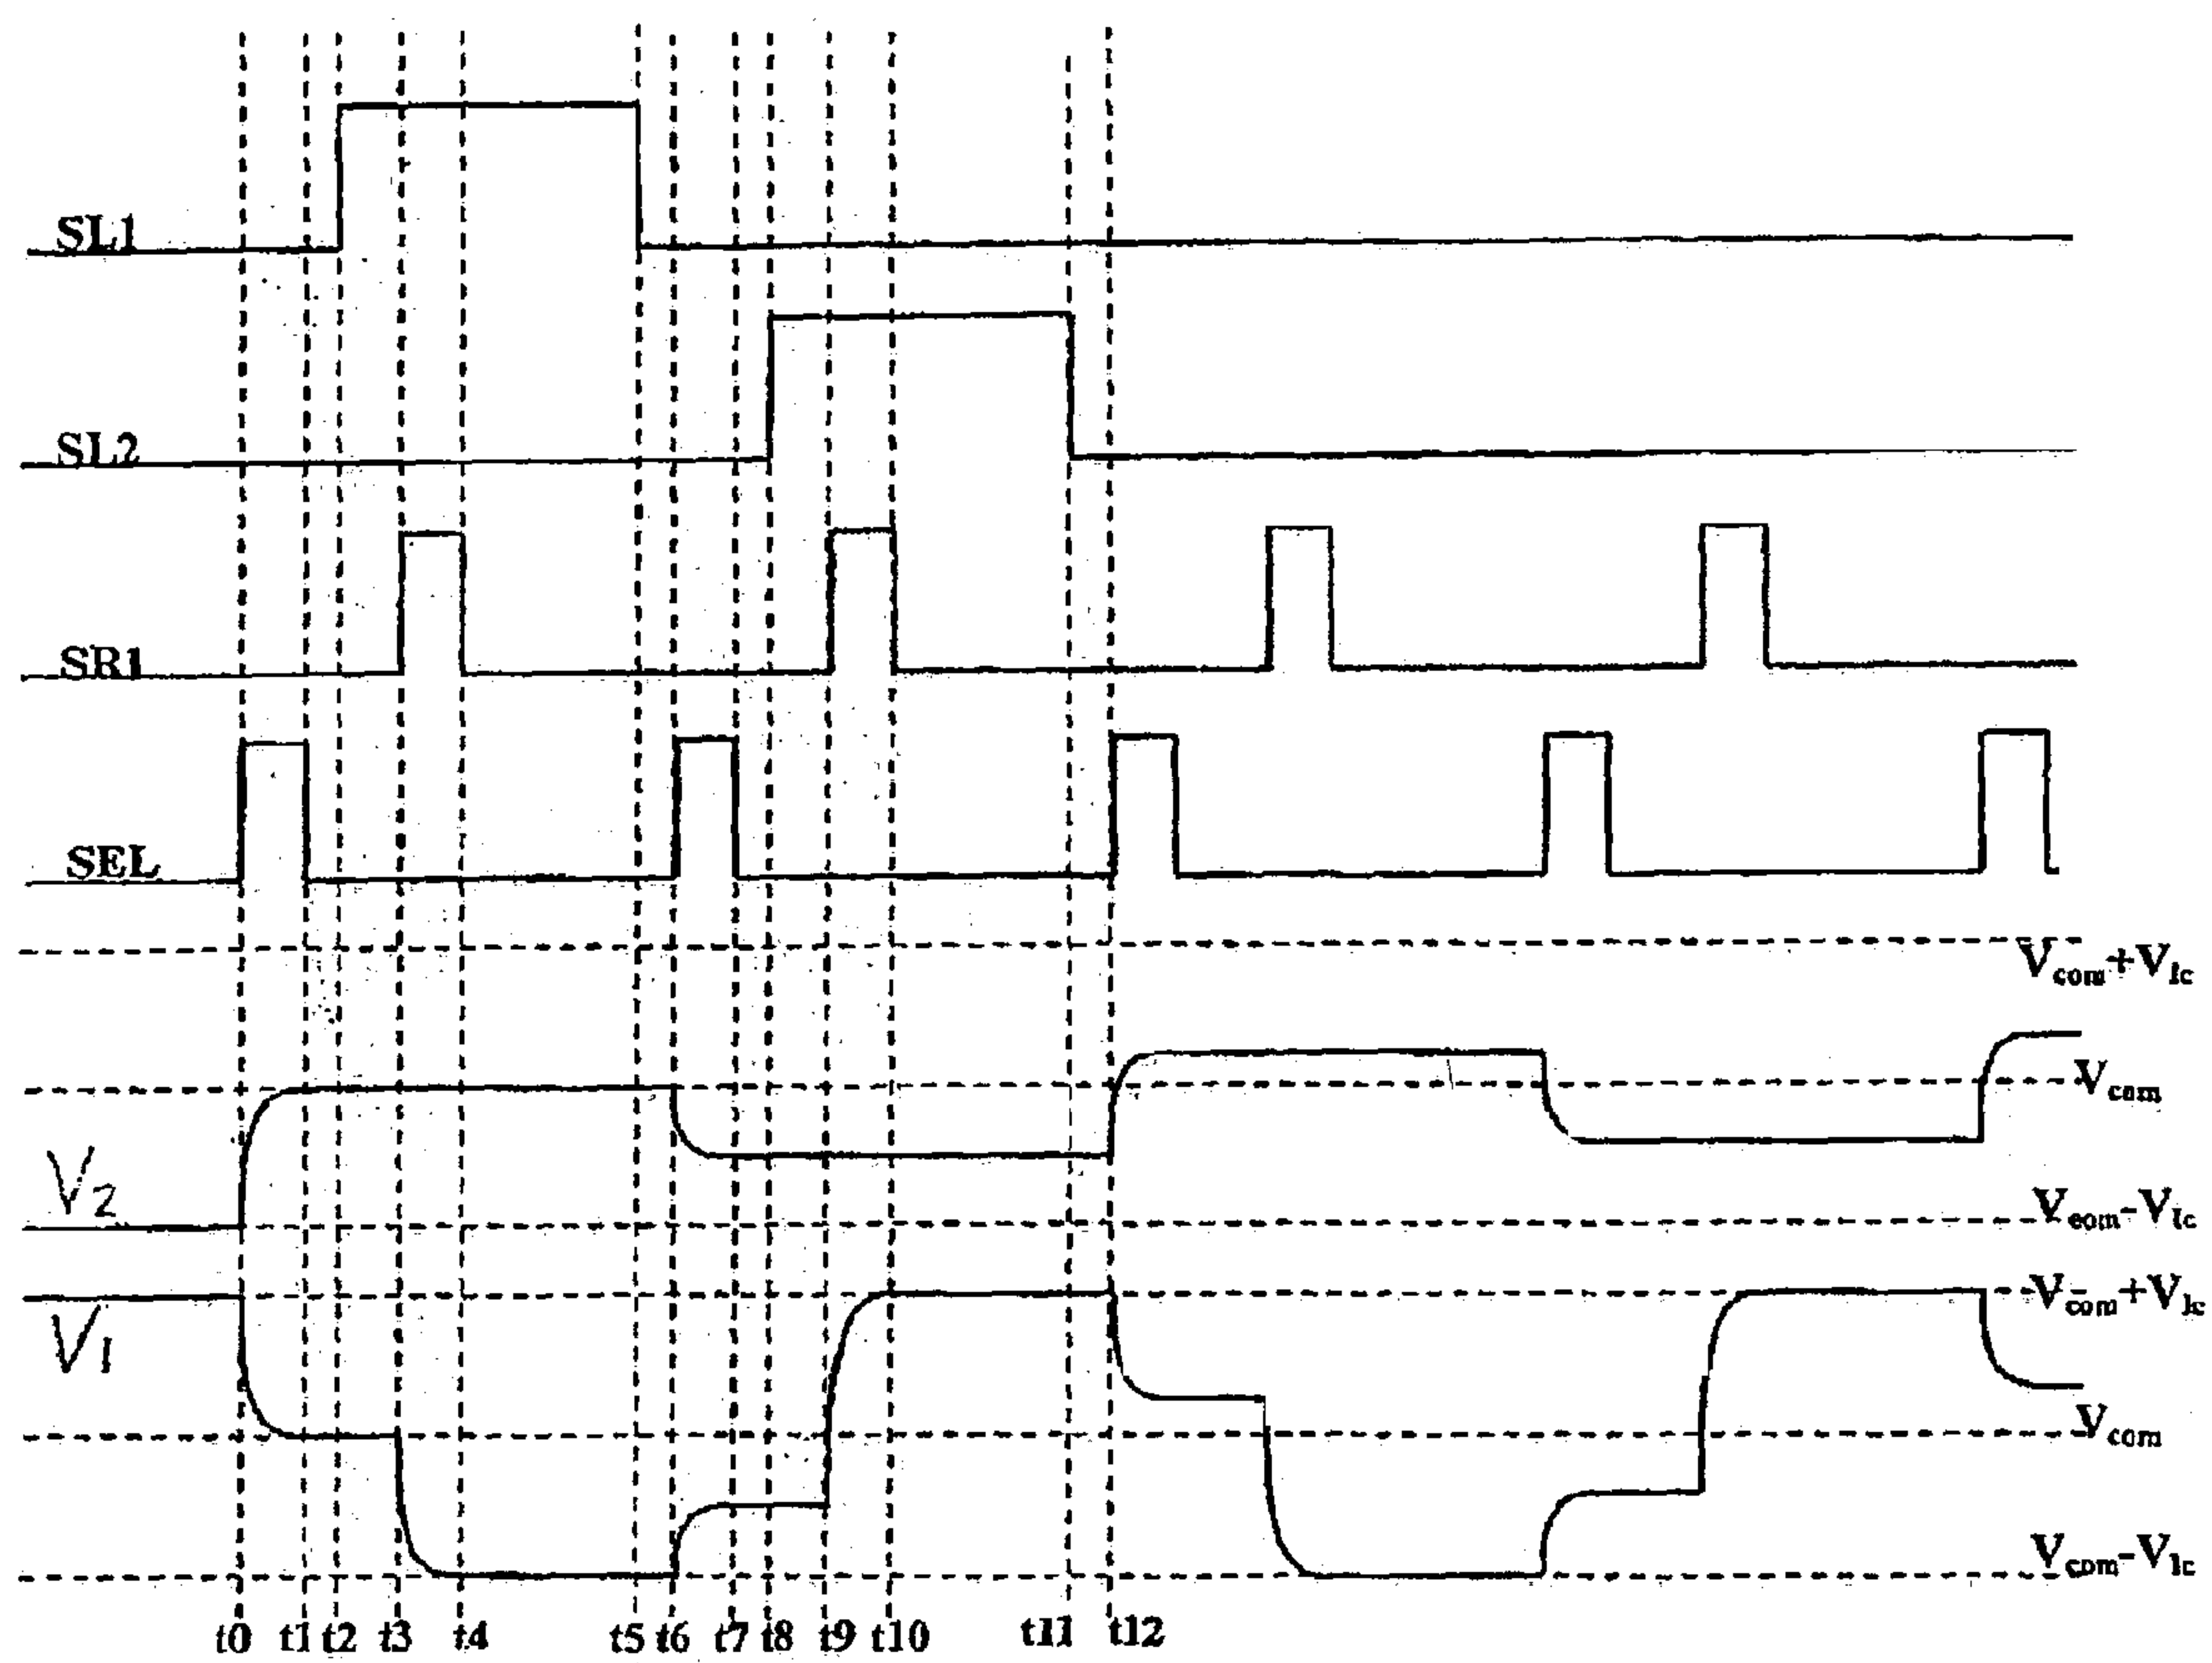 SL1
SL2
SR1
SEL
Vcom+Vlc
Vcom
V2
Vcom-Vlc
Vcom+Vlc
V1
Vcom
Vcom-Vlc
t0 t1 t2 t3 t4 t5 t6 t7 t8 t9 t10 t11 t12